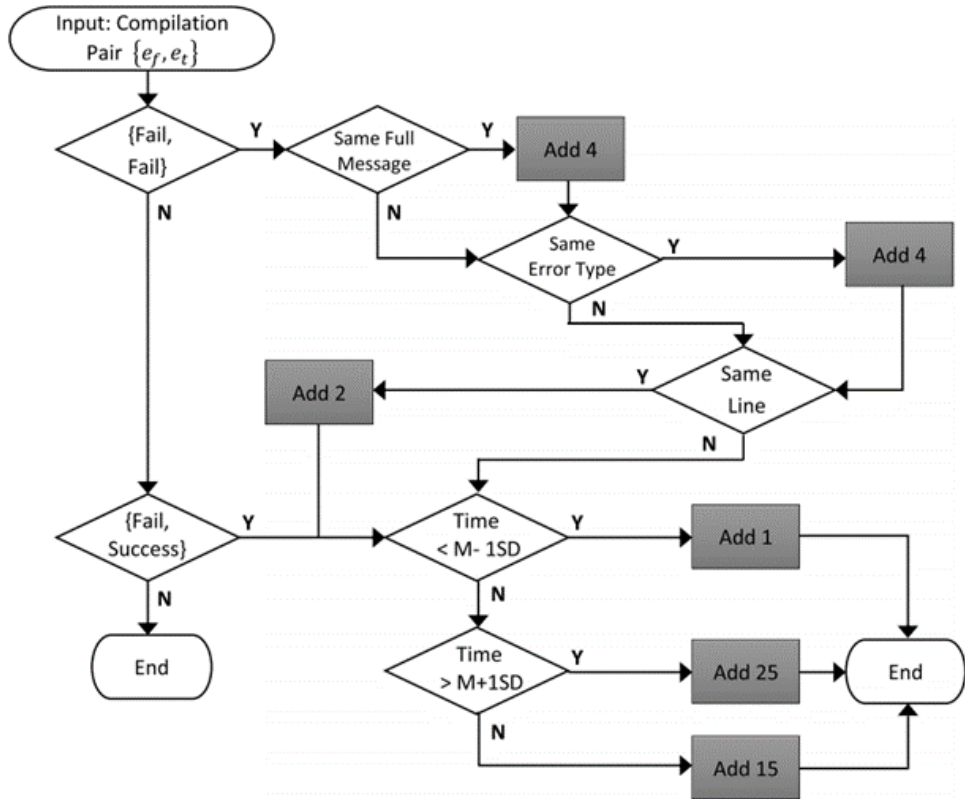 Input: Compilation
Pair {e_f, e_t}
{Fail,
Fail}
Y
Same Full
Message
Y
Add 4
N
N
Same
Error Type
Y
Add 4
N
Same
Line
Y
Add 2
N
{Fail,
Success}
Y
Time
< M- 1SD
Y
Add 1
N
N
End
Time
> M+1SD
Y
Add 25
End
N
Add 15